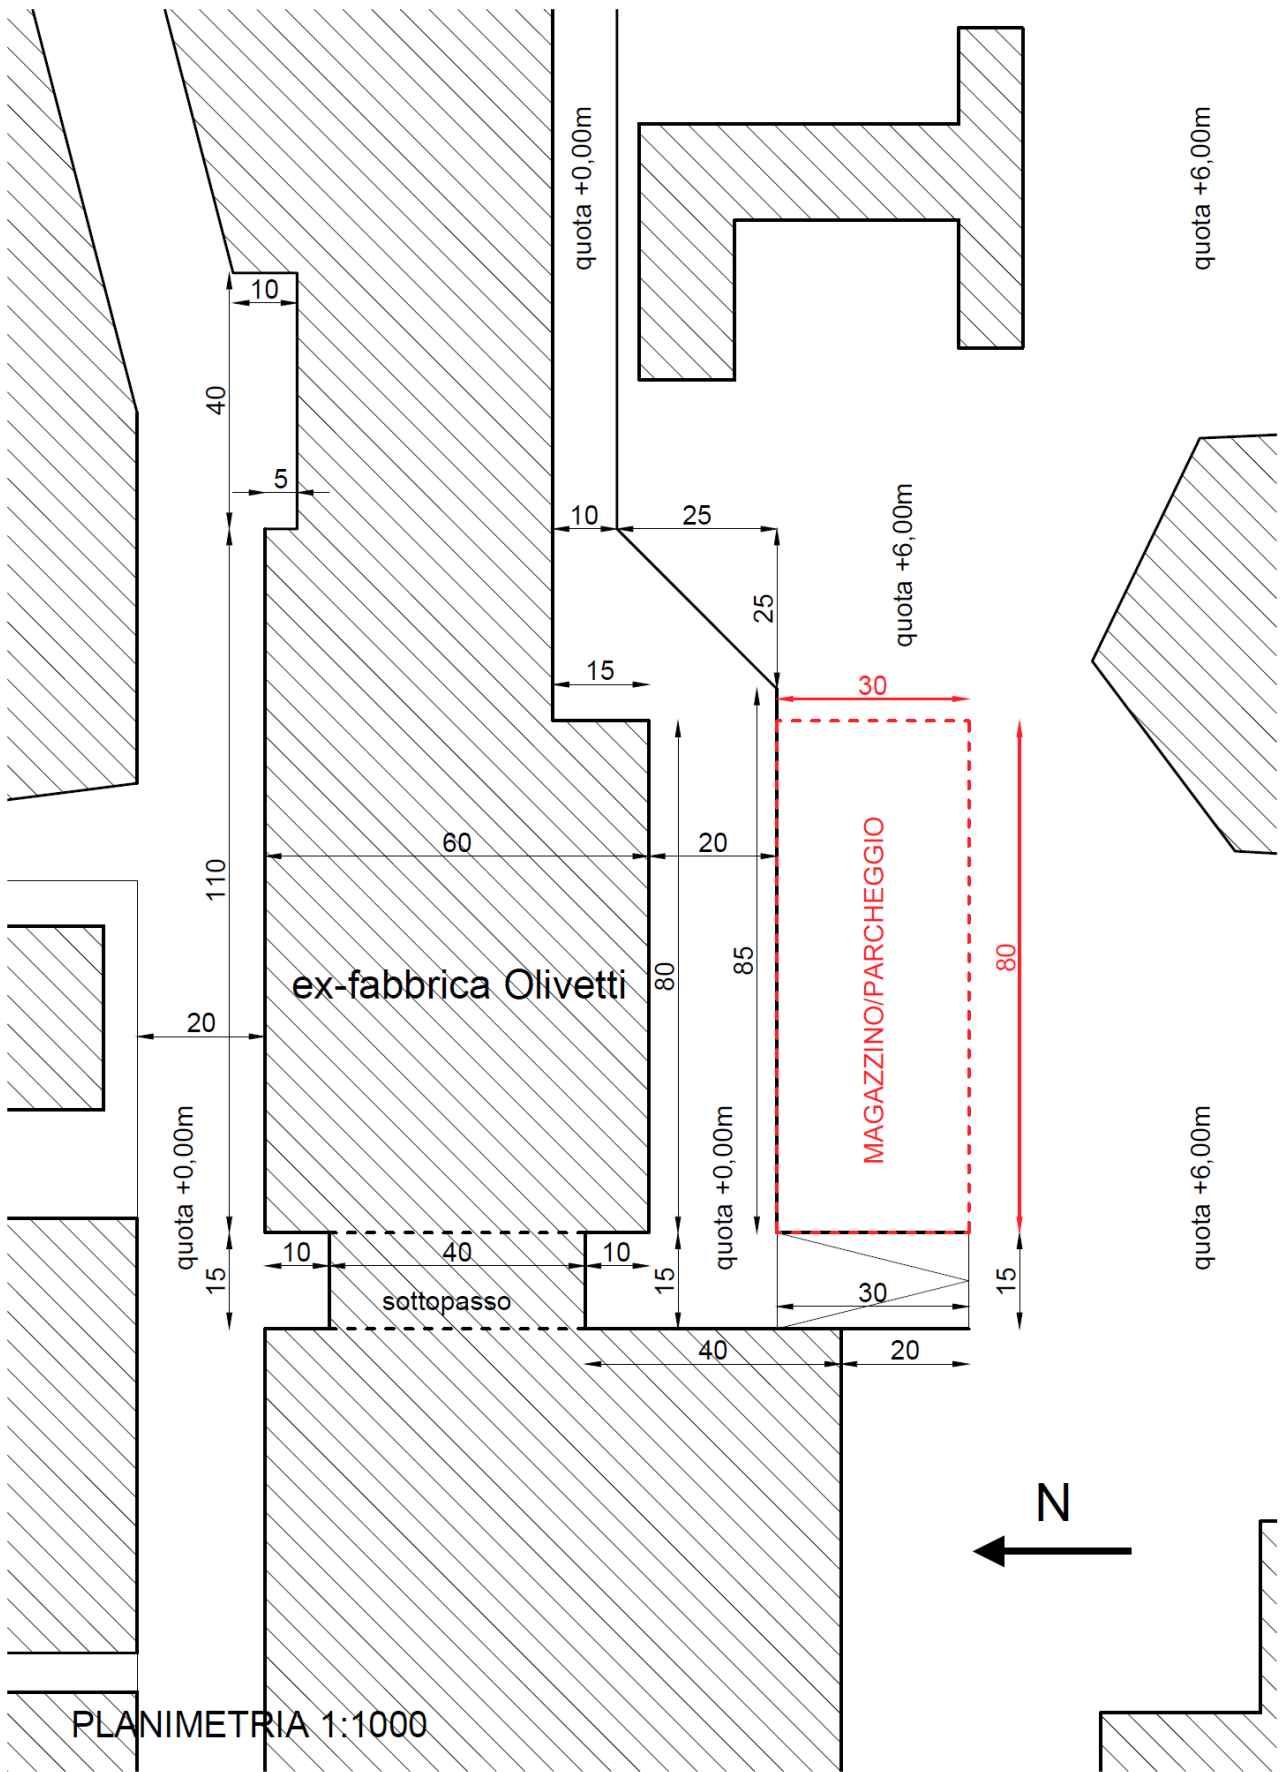 quota +0,00m
quota +6,00m
10
40
5
10
25
quota +6,00m
25
15
30
110
60
20
MAGAZZINO/PARCHEGGIO
80
85
80
ex-fabbrica Olivetti
20
quota +0,00m
quota +0,00m
quota +6,00m
10
40
10
15
sottopasso
15
30
15
40
20
N
PLANIMETRIA 1:1000